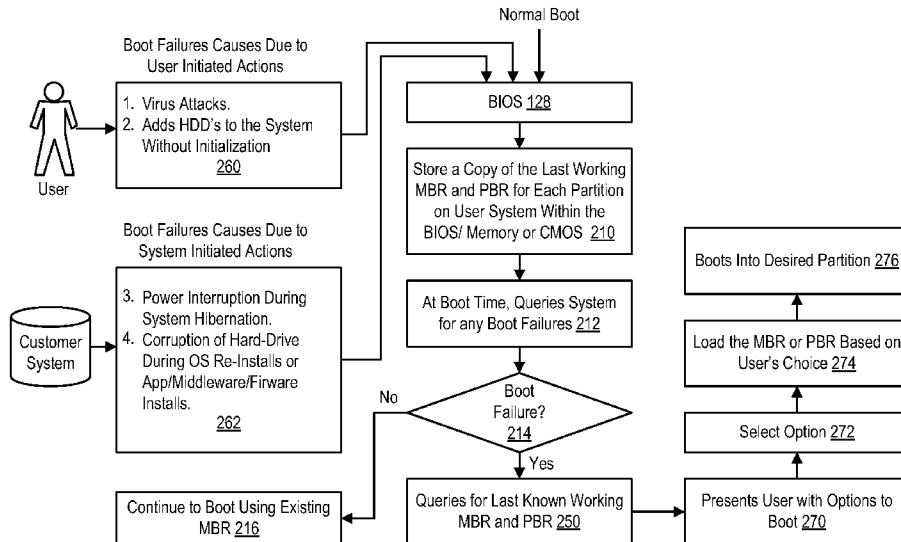 Normal Boot
Boot Failures Causes Due to
User Initiated Actions
1. Virus Attacks.
2. Adds HDD's to the System
Without Initialization
260
User
BIOS 128
Store a Copy of the Last Working
MBR and PBR for Each Partition
on User System Within the
BIOS/ Memory or CMOS 210
Boot Failures Causes Due to
System Initiated Actions
3. Power Interruption During
System Hibernation.
4. Corruption of Hard-Drive
During OS Re-Installs or
App/Middleware/Firware
Installs.
262
Customer
System
At Boot Time, Queries System
for any Boot Failures 212
Boot
Failure?
214
No
Yes
Continue to Boot Using Existing
MBR 216
Queries for Last Known Working
MBR and PBR 250
Presents User with Options to
Boot 270
Select Option 272
Load the MBR or PBR Based on
User's Choice 274
Boots Into Desired Partition 276